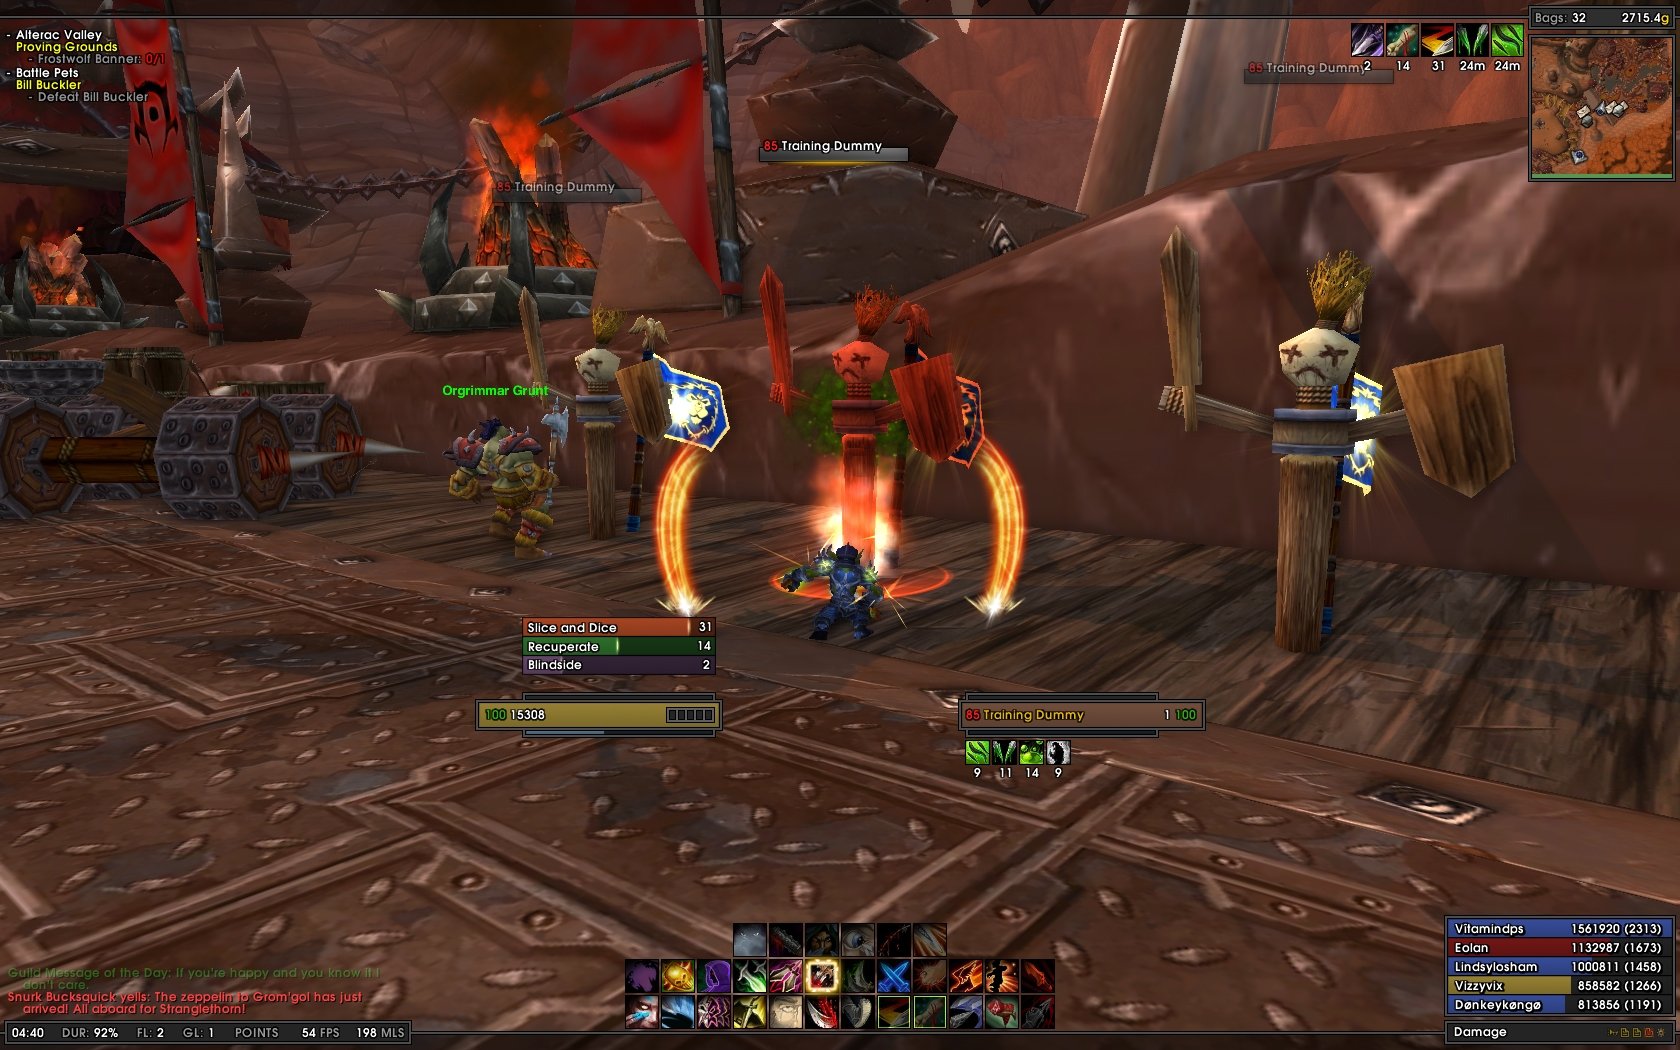 - Alterac Valley
Proving Grounds
- Frostwolf Banner: 0/1
- Battle Pets
Bill Buckler
- Defeat Bill Buckler
Bags: 32 2715.4g
2 14 31 24m 24m
85 Training Dummy
85 Training Dummy
85 Training Dummy
Orgrimmar Grunt
Slice and Dice 31
Recuperate 14
Blindside 2
100 15308
85 Training Dummy 1 100
9 11 14 9
Guild Message of the Day: If you're happy and you know it I
don't care.
Snurk Bucksquick yells: The zeppelin to Grom'gol has just
arrived! All aboard for Stranglethorn!
04:40 DUR: 92% FL: 2 GL: 1 POINTS 54 FPS 198 MLS
Vîtamindps 1561920 (2313)
Eolan 1132987 (1673)
Lindsylosham 1000811 (1458)
Vizzyvix 858582 (1266)
Dønkeykøngø 813856 (1191)
Damage